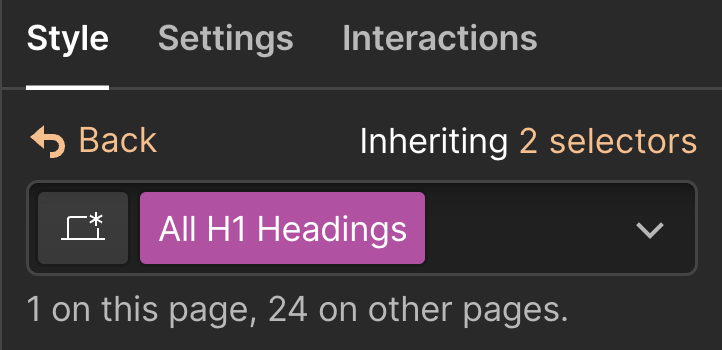 Style Settings Interactions
Back Inheriting 2 selectors
All H1 Headings
1 on this page, 24 on other pages.